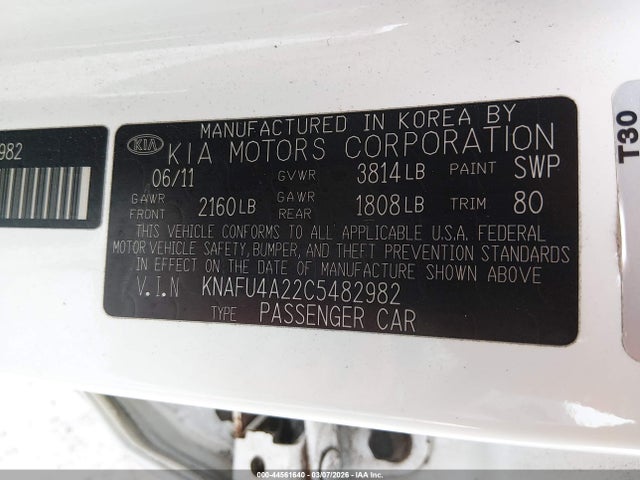 982
MANUFACTURED IN KOREA BY
KIA KIA MOTORS CORPORATION
06/11 GVWR 3814LB PAINT SWP
GAWR FRONT 2160LB GAWR REAR 1808LB TRIM 80
THIS VEHICLE CONFORMS TO ALL APPLICABLE U.S.A. FEDERAL
MOTOR VEHICLE SAFETY, BUMPER, AND THEFT PREVENTION STANDARDS
IN EFFECT ON THE DATE OF MANUFACTURE SHOWN ABOVE
V.I.N KNAFU4A22C5482982
TYPE PASSENGER CAR
T30
000-44561640 - 03/07/2026 - IAA Inc.